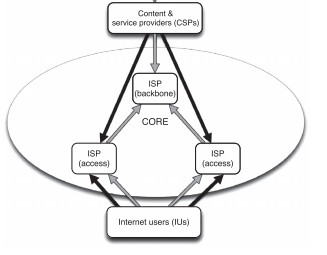 Content &
service providers (CSPs)
ISP
(backbone)
CORE
ISP
(access)
ISP
(access)
Internet users (IUs)